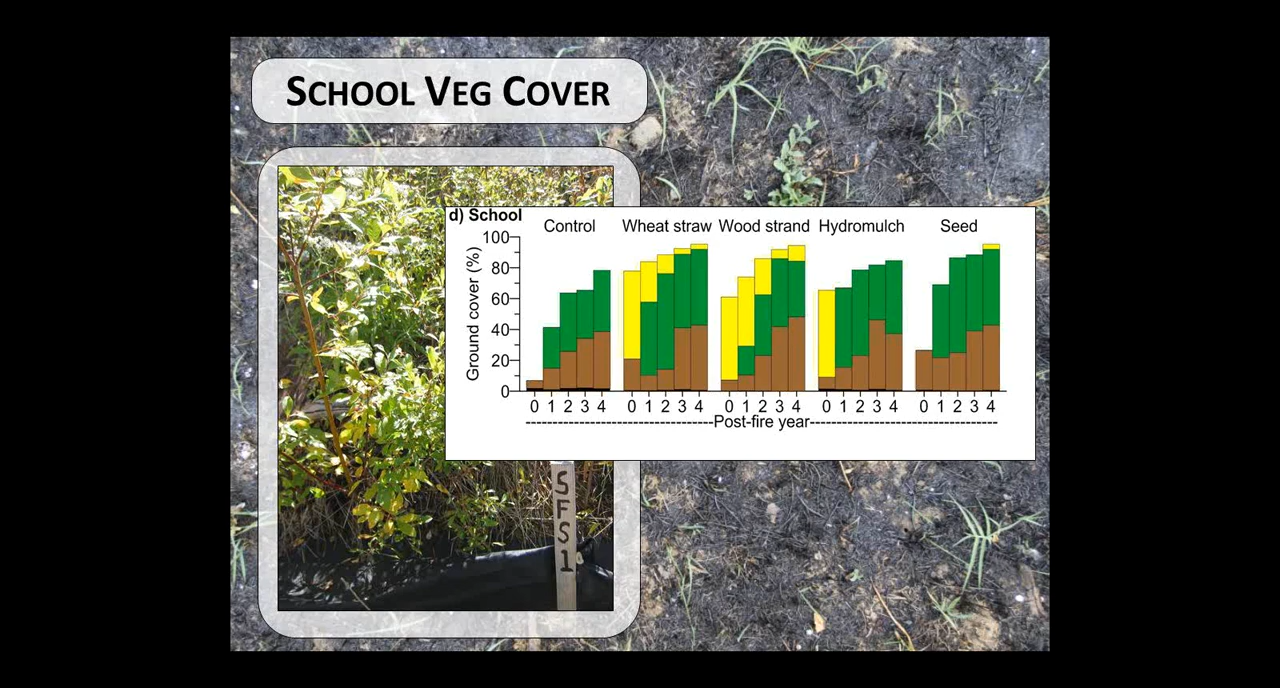 SCHOOL VEG COVER
d) School
Control Wheat straw Wood strand Hydromulch Seed
Ground cover (%)
100
80
60
40
20
0
0 1 2 3 4 0 1 2 3 4 0 1 2 3 4 0 1 2 3 4 0 1 2 3 4
----------------------Post-fire year----------------------
SFS1